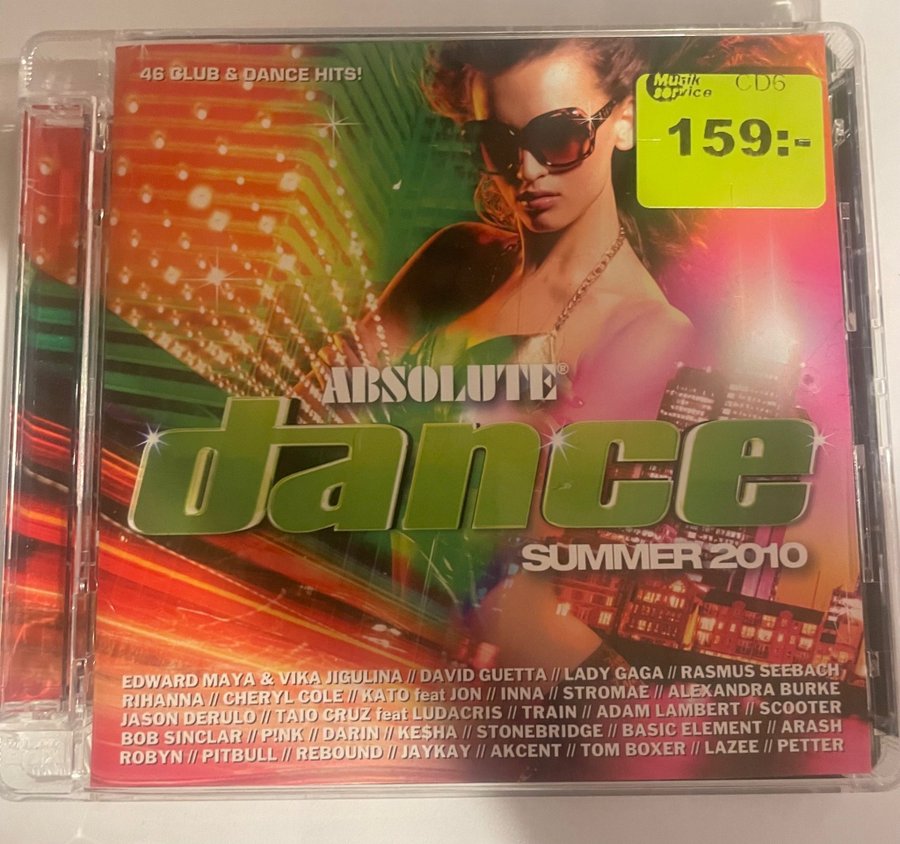 46 CLUB & DANCE HITS!
Musik CD6
service
159:-
ABSOLUTE®
dance
SUMMER 2010
EDWARD MAYA & VIKA JIGULINA // DAVID GUETTA // LADY GAGA // RASMUS SEEBACH
RIHANNA // CHERYL COLE // KATO feat JON // INNA // STROMAE // ALEXANDRA BURKE
JASON DERULO // TAIO CRUZ feat LUDACRIS // TRAIN // ADAM LAMBERT // SCOOTER
BOB SINCLAR // P!NK // DARIN // KE$HA // STONEBRIDGE // BASIC ELEMENT // ARASH
ROBYN // PITBULL // REBOUND // JAYKAY // AKCENT // TOM BOXER // LAZEE // PETTER